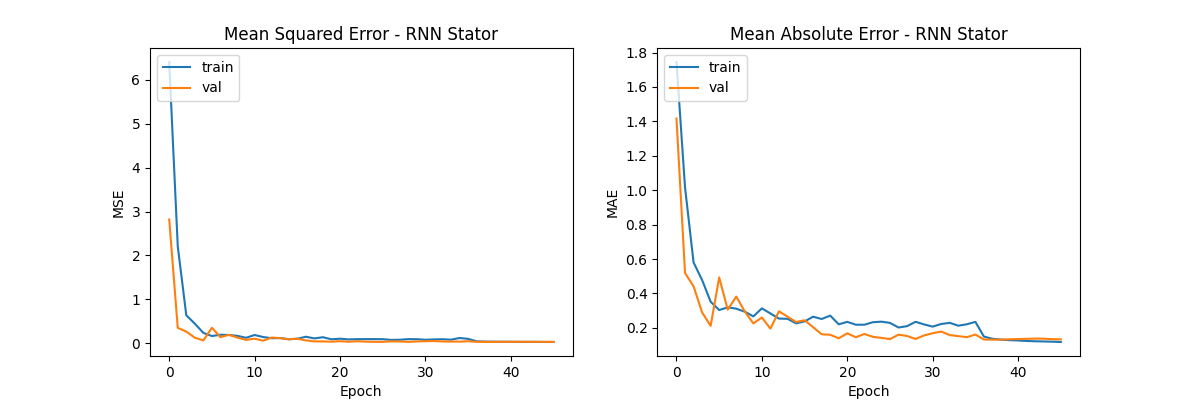 Mean Squared Error - RNN Stator
train
val
MSE
6
5
4
3
2
1
0
0 10 20 30 40
Epoch
Mean Absolute Error - RNN Stator
train
val
MAE
1.8
1.6
1.4
1.2
1.0
0.8
0.6
0.4
0.2
0 10 20 30 40
Epoch